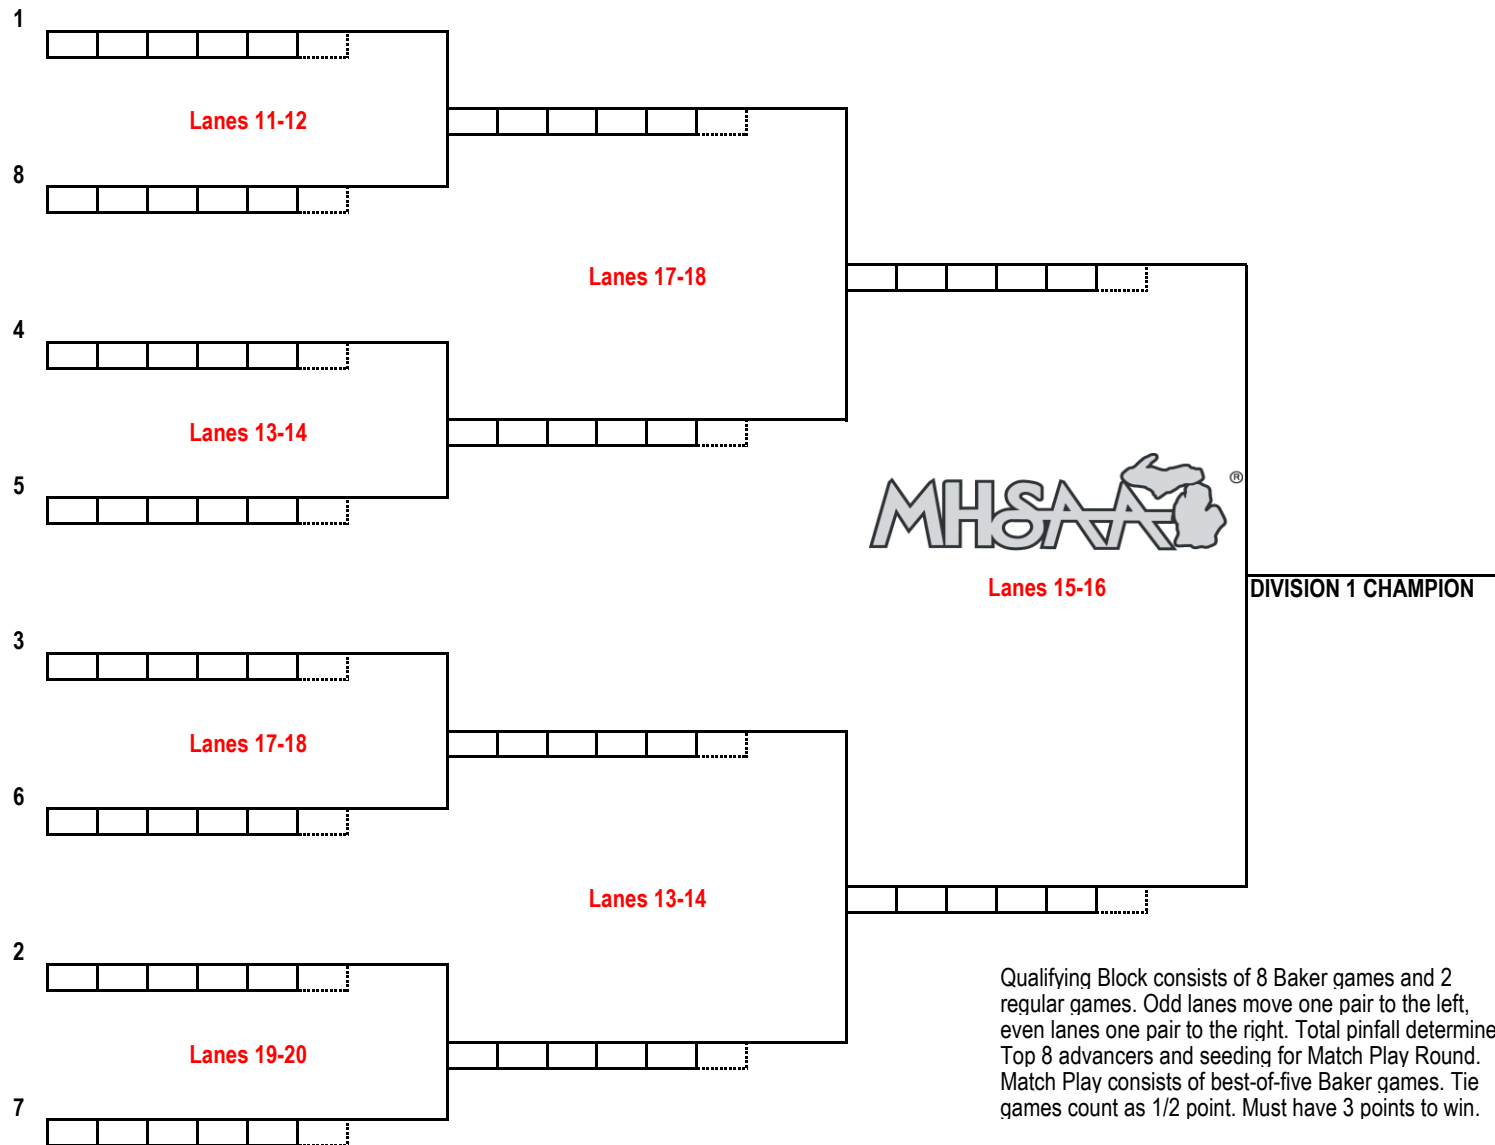 1
Lanes 11-12
8
Lanes 17-18
4
Lanes 13-14
5
MHSAA®
Lanes 15-16
DIVISION 1 CHAMPION
3
Lanes 17-18
6
Lanes 13-14
2
Qualifying Block consists of 8 Baker games and 2
regular games. Odd lanes move one pair to the left,
even lanes one pair to the right. Total pinfall determine
Top 8 advancers and seeding for Match Play Round.
Match Play consists of best-of-five Baker games. Tie
games count as 1/2 point. Must have 3 points to win.
Lanes 19-20
7